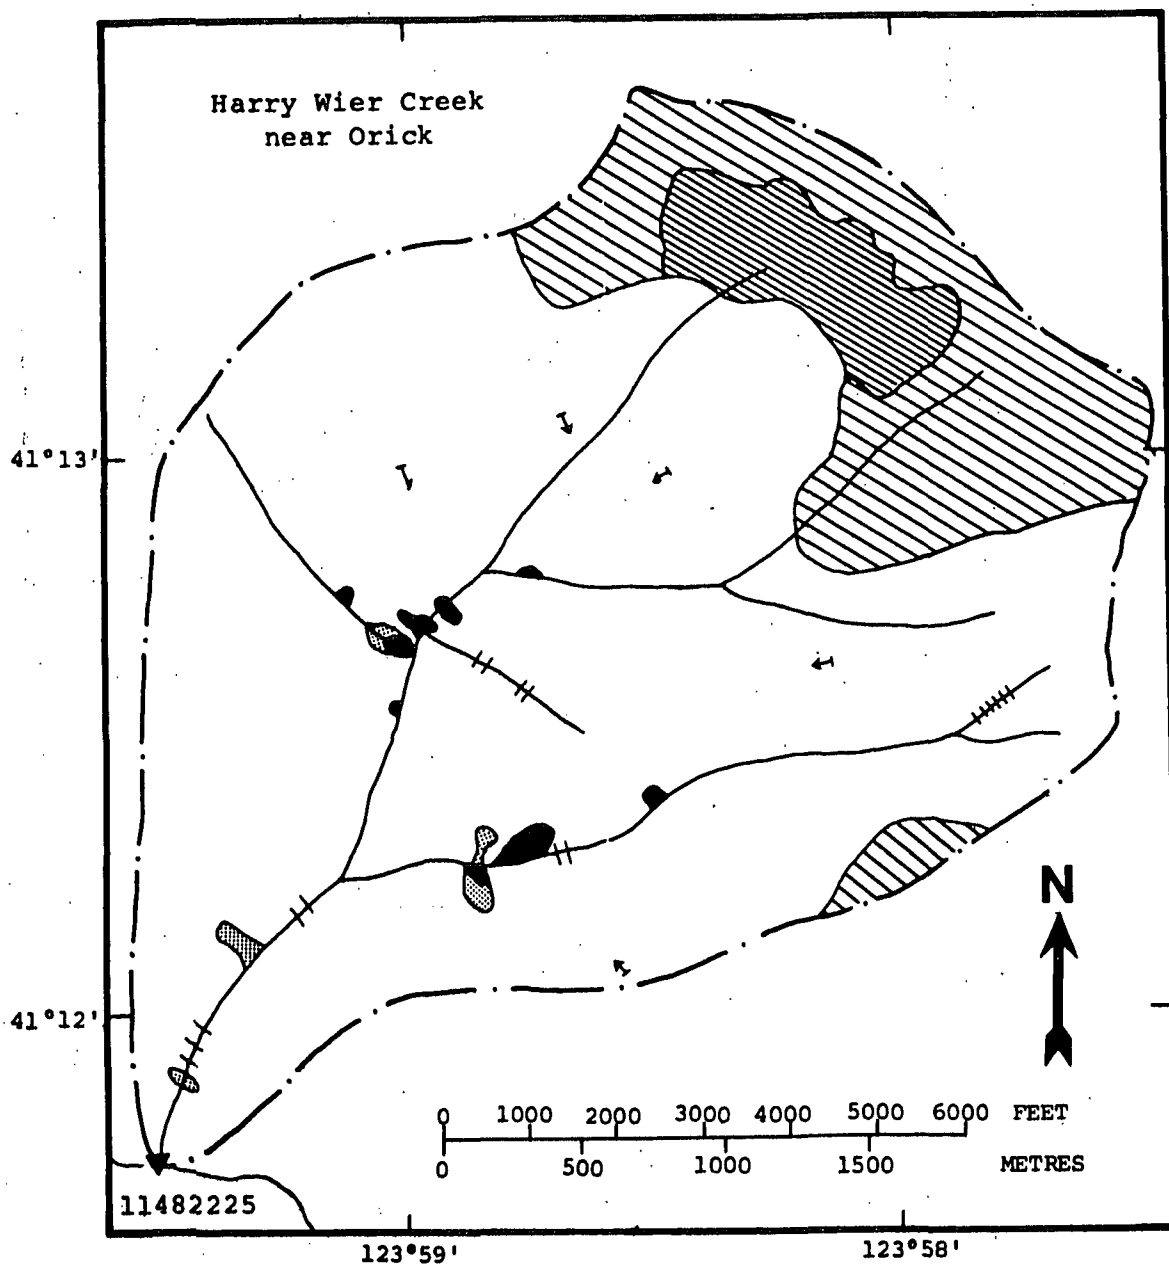 Harry Wier Creek
near Orick
41°13'
N
41°12'
0 1000 2000 3000 4000 5000 6000 FEET
0 500 1000 1500 METRES
11482225
123°59' 123°58'